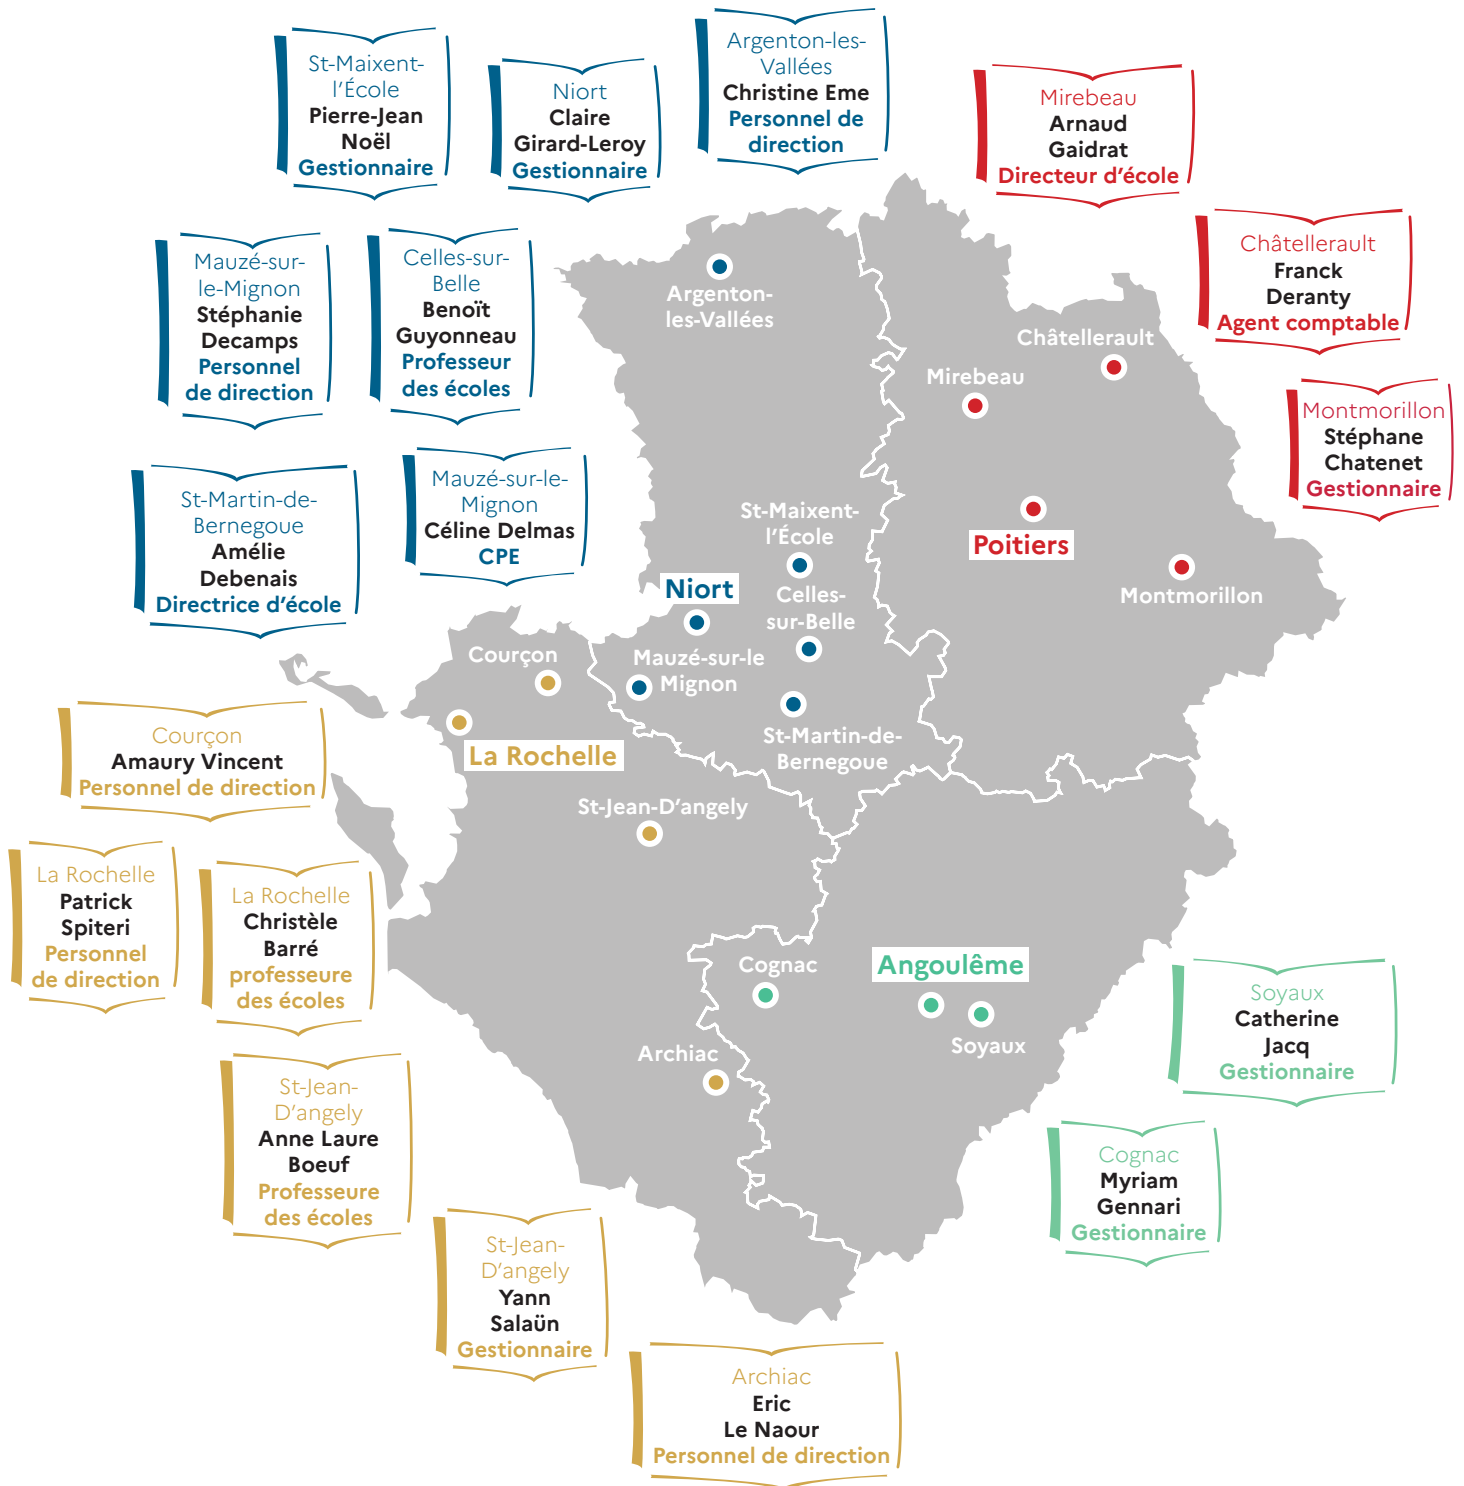 St-Maixent-
l'École
Pierre-Jean
Noël
Gestionnaire
Niort
Claire
Girard-Leroy
Gestionnaire
Argenton-les-
Vallées
Christine Eme
Personnel de
direction
Mirebeau
Arnaud
Gaidrat
Directeur d'école
Châtellerault
Franck
Deranty
Agent comptable
Montmorillon
Stéphane
Chatenet
Gestionnaire
Mauzé-sur-
le-Mignon
Stéphanie
Decamps
Personnel
de direction
Celles-sur-
Belle
Benoït
Guyonneau
Professeur
des écoles
St-Martin-de-
Bernegoue
Amélie
Debenais
Directrice d'école
Mauzé-sur-le-
Mignon
Céline Delmas
CPE
Argenton-
les-Vallées
Châtellerault
Mirebeau
St-Maixent-
l'École
Poitiers
Montmorillon
Niort
Celles-
sur-Belle
Courçon
Mauzé-sur-le
Mignon
St-Martin-de-
Bernegoue
La Rochelle
St-Jean-D'angely
Cognac
Angoulême
Soyaux
Archiac
Courçon
Amaury Vincent
Personnel de direction
La Rochelle
Patrick
Spiteri
Personnel
de direction
La Rochelle
Christèle
Barré
professeure
des écoles
St-Jean-
D'angely
Anne Laure
Boeuf
Professeure
des écoles
St-Jean-
D'angely
Yann
Salaün
Gestionnaire
Archiac
Eric
Le Naour
Personnel de direction
Soyaux
Catherine
Jacq
Gestionnaire
Cognac
Myriam
Gennari
Gestionnaire